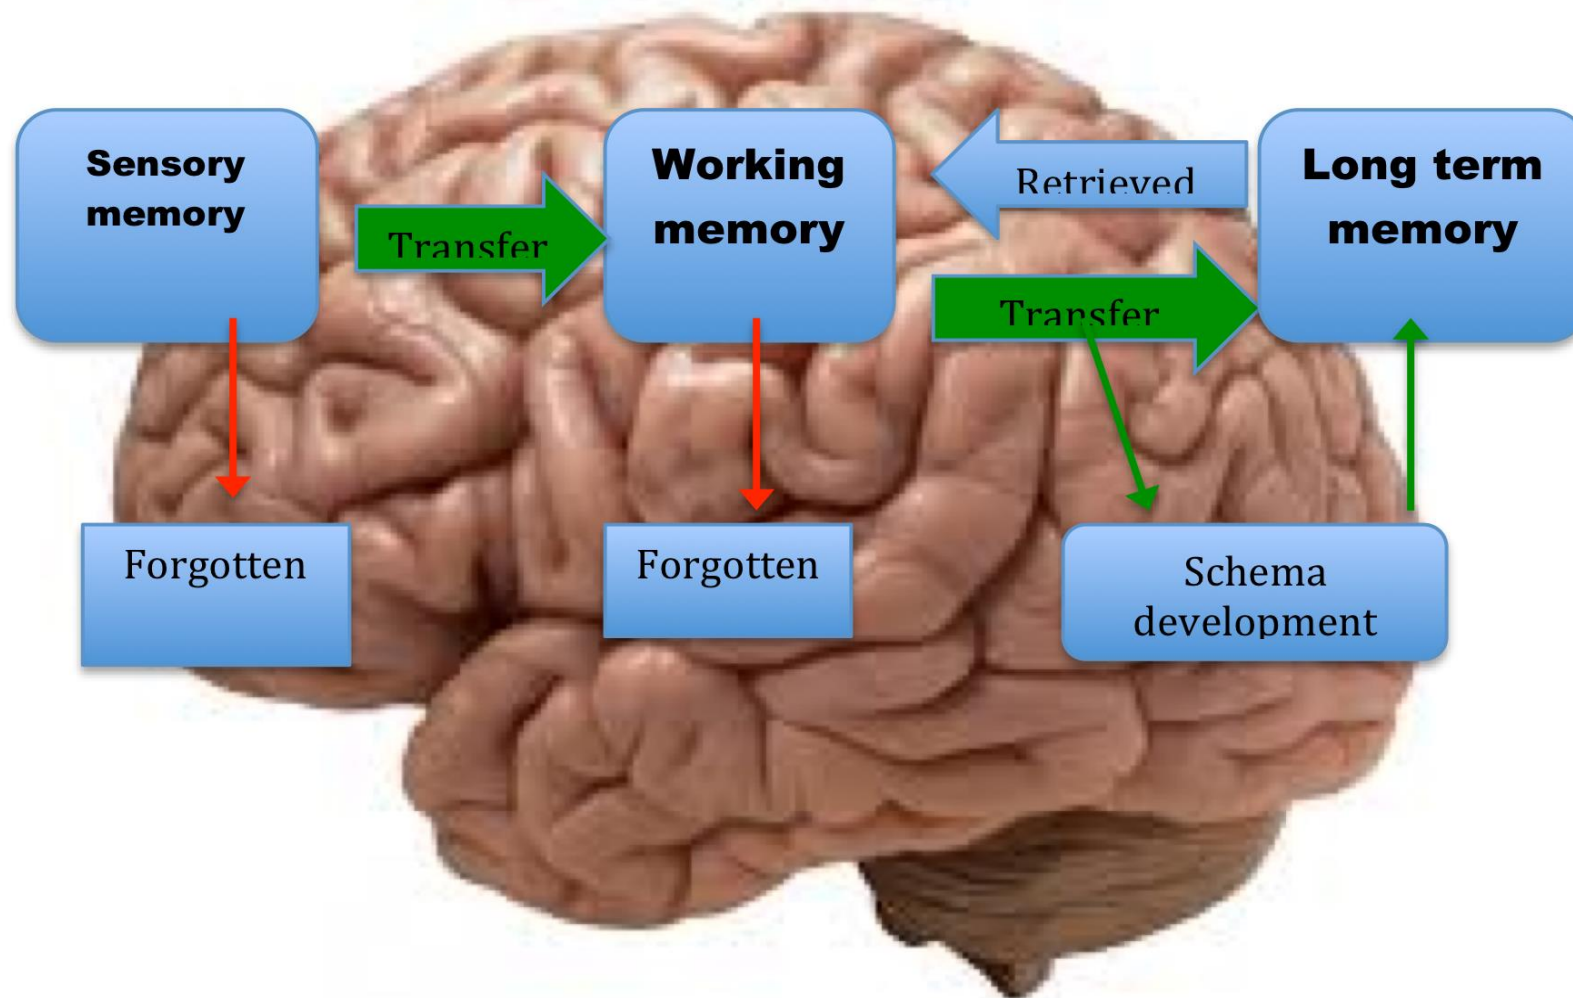 Sensory
memory
Transfer
Working
memory
Retrieved
Transfer
Long term
memory
Forgotten
Forgotten
Schema
development